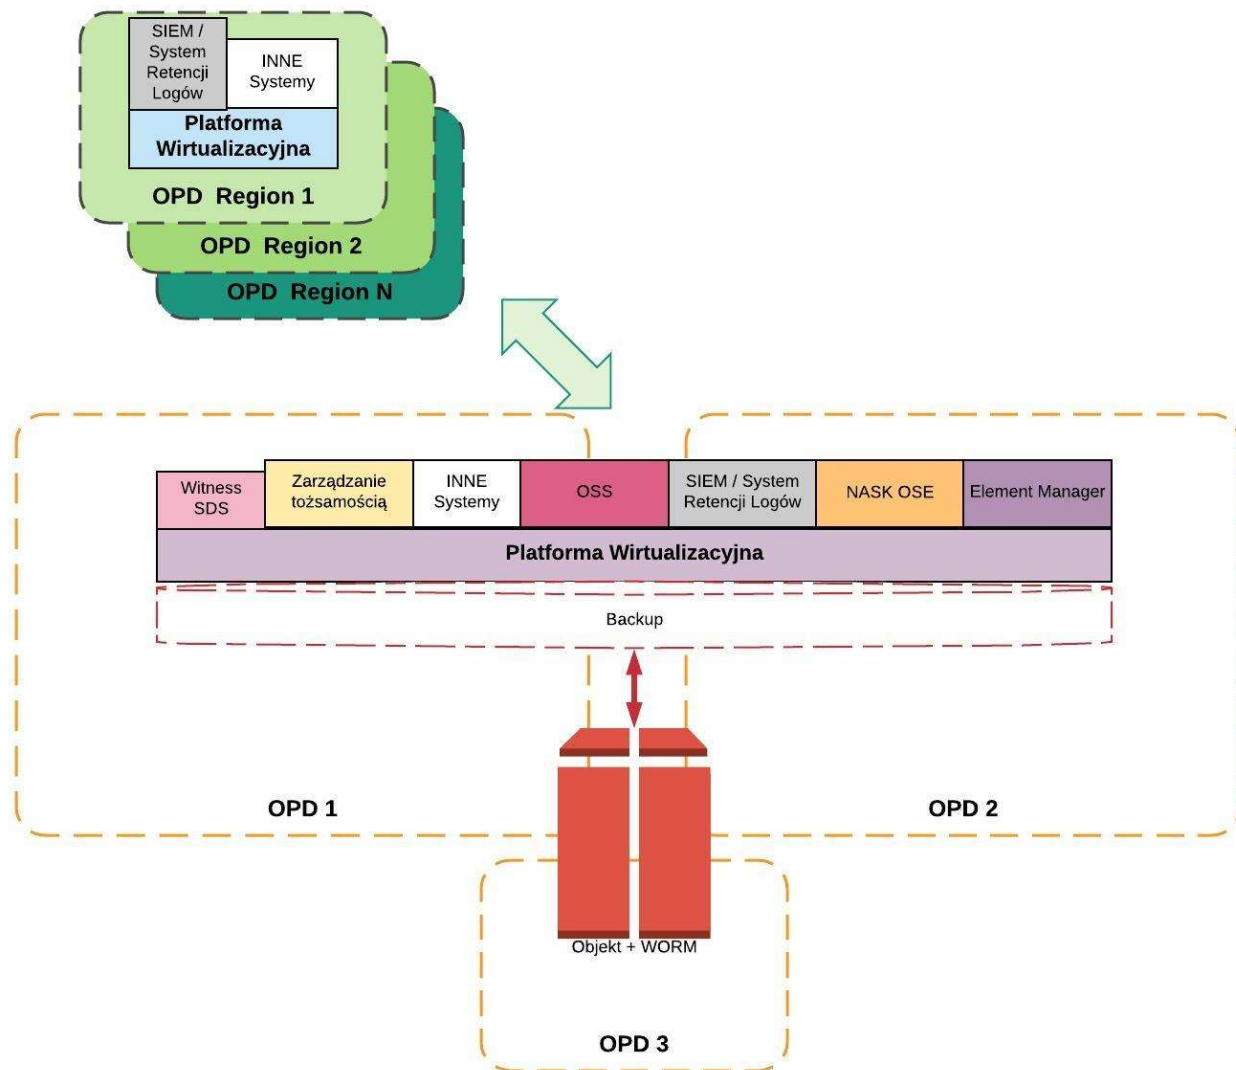 SIEM /
System
Retencji
Logów
INNE
Systemy
Platforma
Wirtualizacyjna
OPD Region 1
OPD Region 2
OPD Region N
Witness
SDS
Zarządzanie
tożsamością
INNE
Systemy
OSS
SIEM / System
Retencji Logów
NASK OSE
Element Manager
Platforma Wirtualizacyjna
Backup
OPD 1
OPD 2
Objekt + WORM
OPD 3